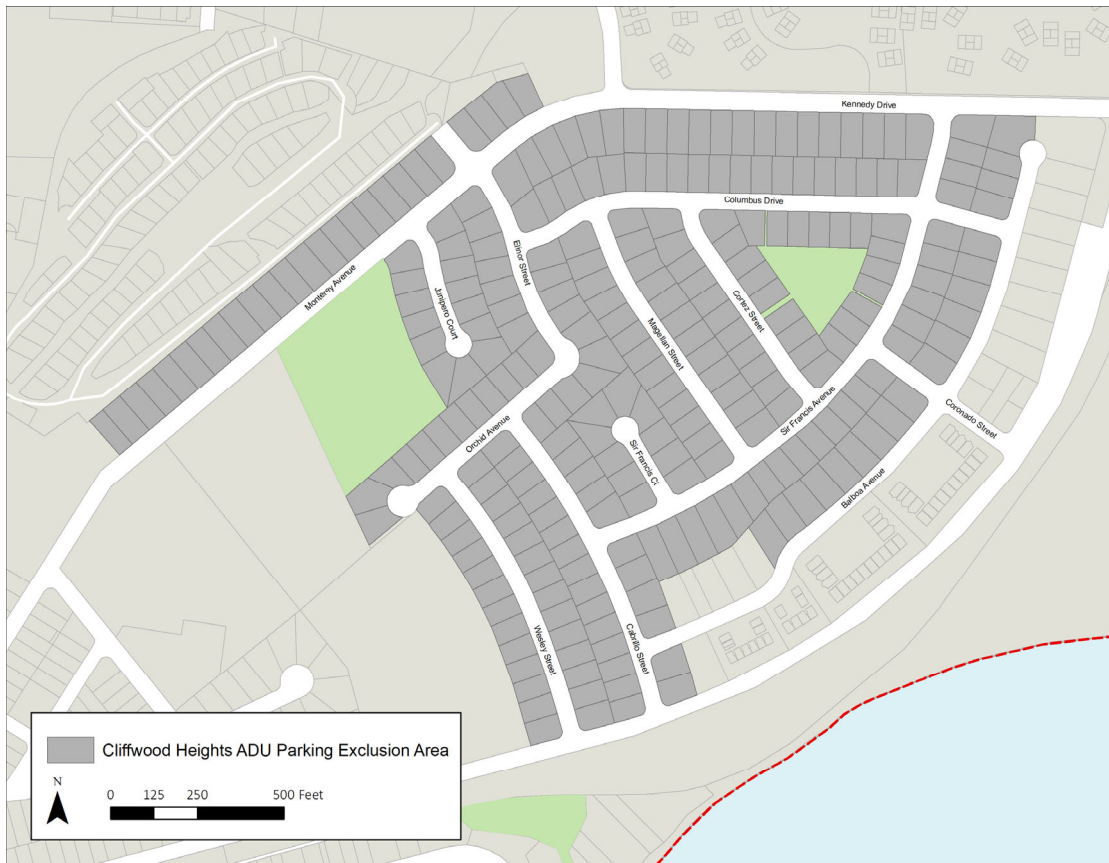 Kennedy Drive
Columbus Drive
Elinor Street
Monterey Avenue
Junipero Court
Cortez Street
Magellan Street
Sir Francis Avenue
Coronado Street
Orchid Avenue
Sir Francis Ct
Balboa Avenue
Wesley Street
Cabrillo Street
Cliffwood Heights ADU Parking Exclusion Area
N
0 125 250 500 Feet